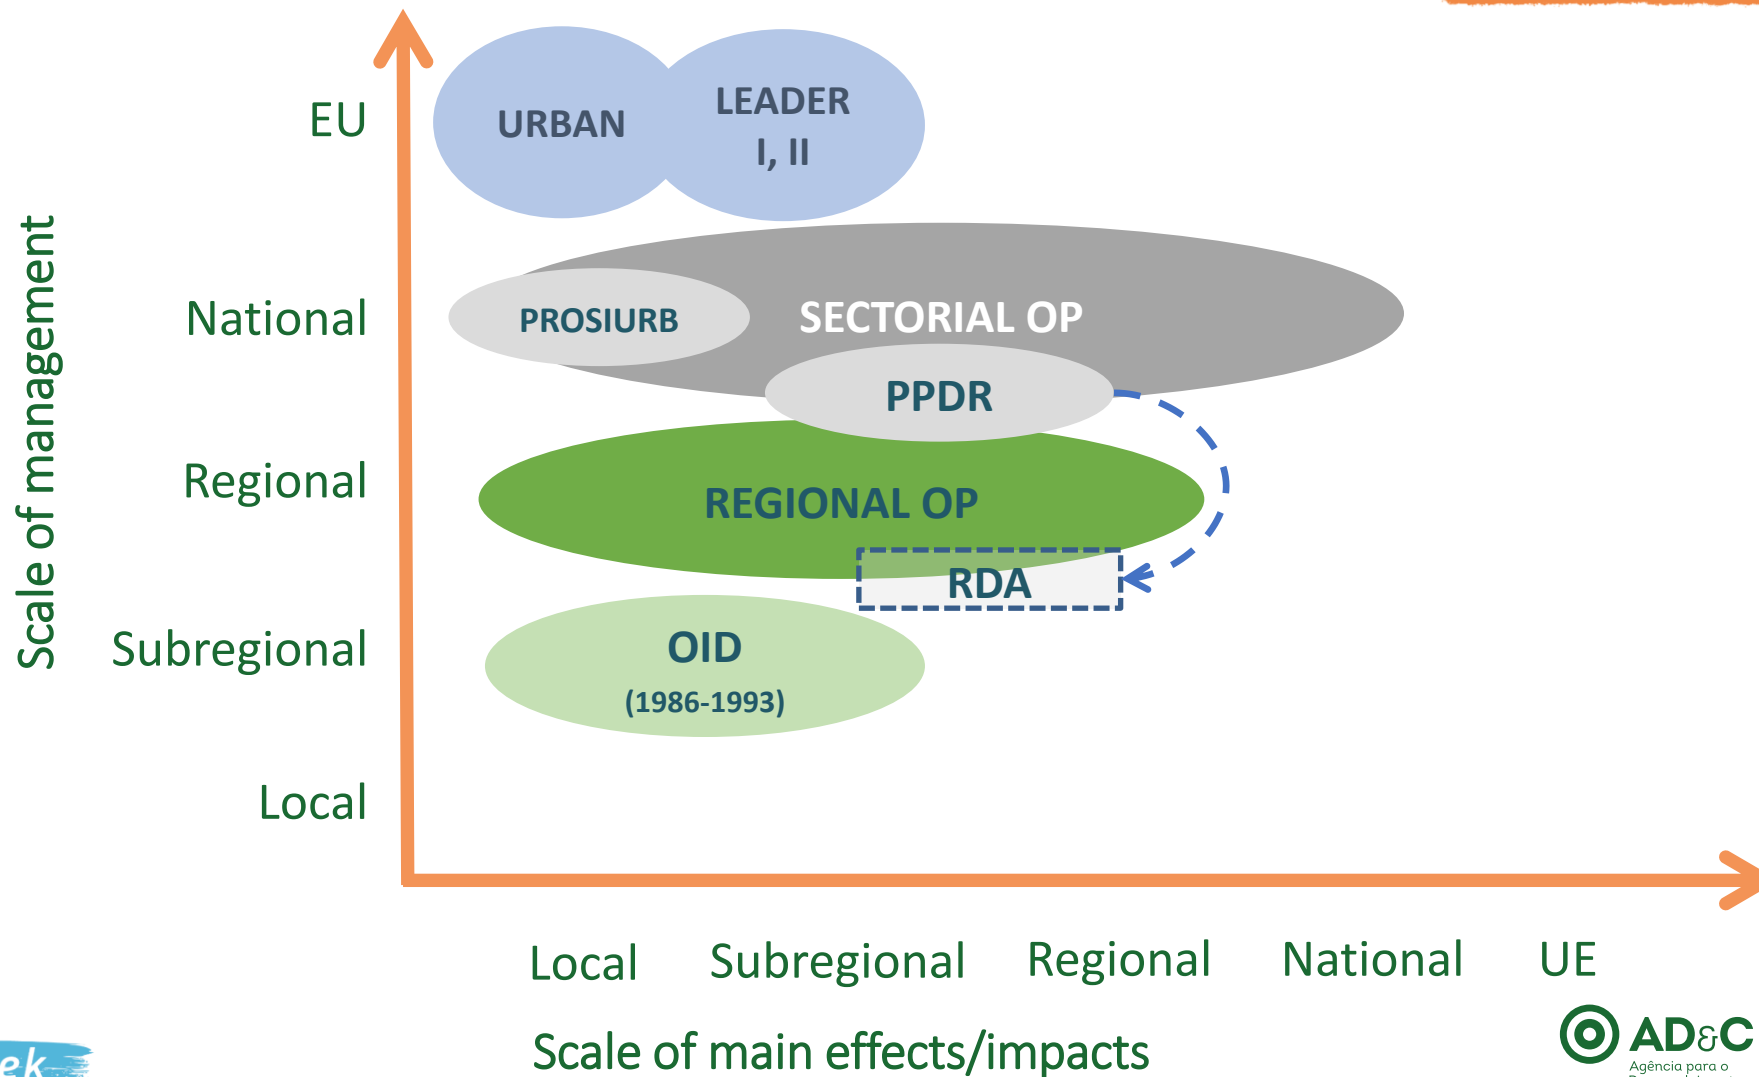 EU
URBAN
LEADER
I, II
Scale of management
National
PROSIURB
SECTORIAL OP
PPDR
Regional
REGIONAL OP
RDA
Subregional
OID
(1986-1993)
Local
Local Subregional Regional National UE
Scale of main effects/impacts
AD&C
Agência para o
ek